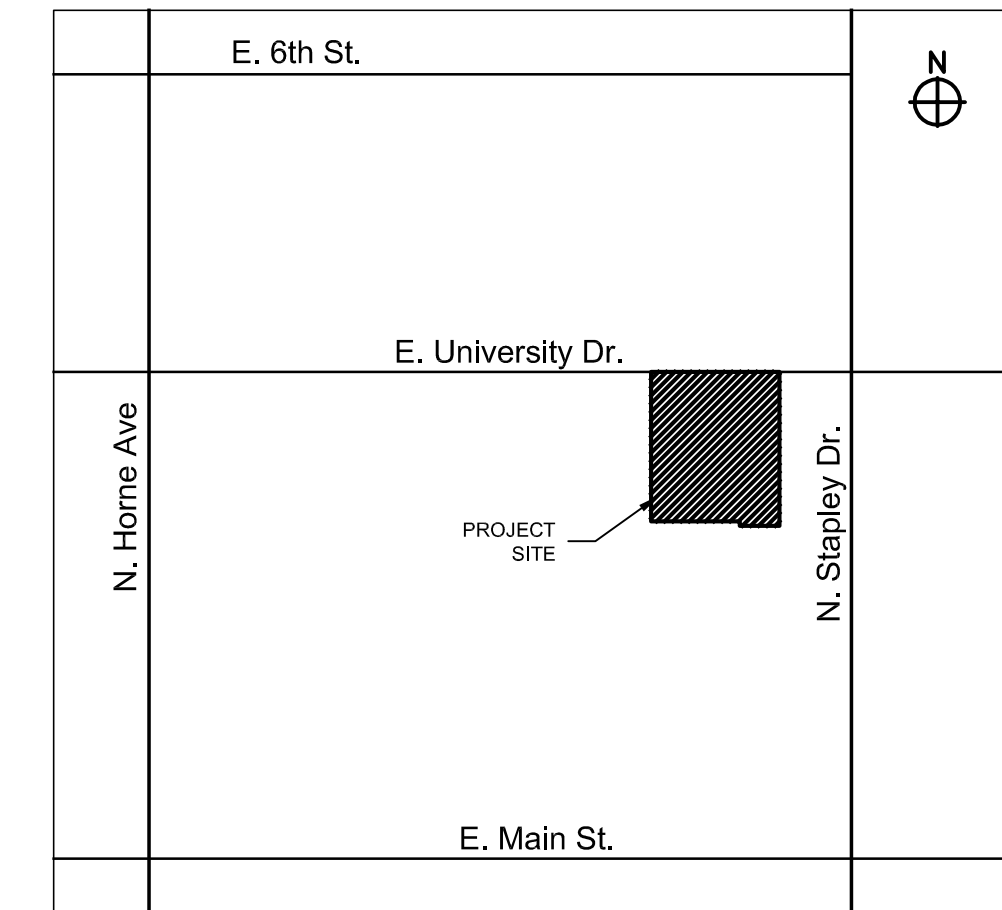 E. 6th St.
N
E. University Dr.
N. Horne Ave
N. Stapley Dr.
PROJECT
SITE
E. Main St.